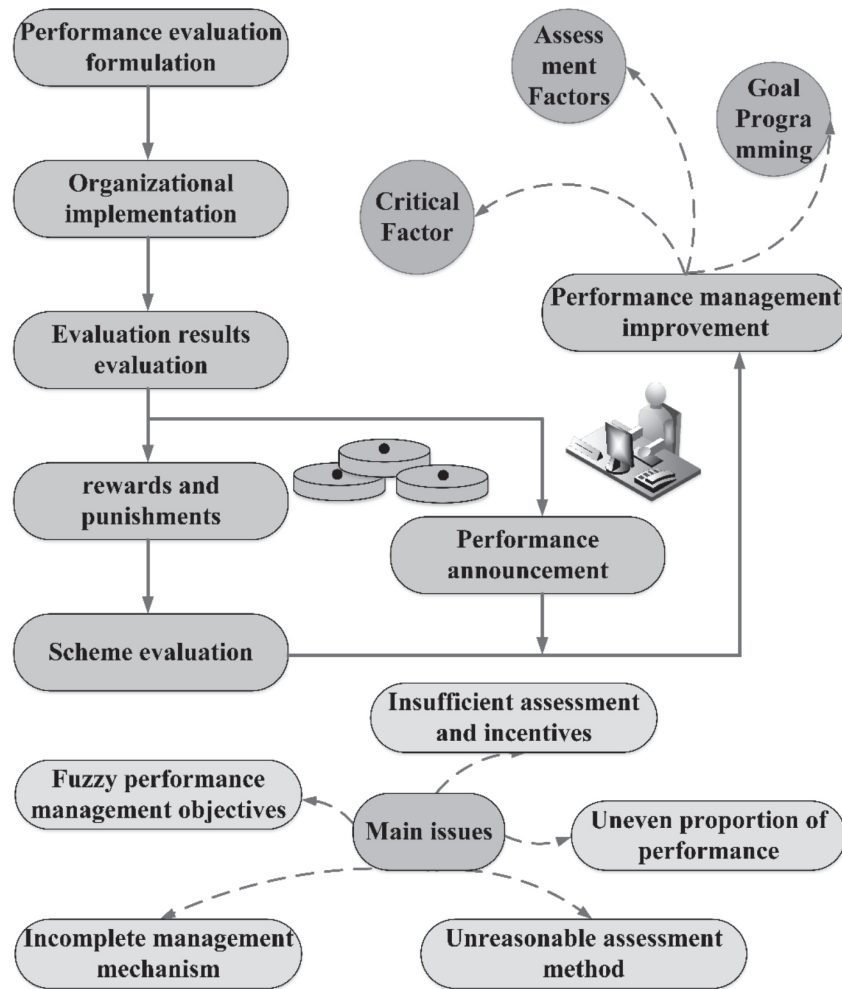 Performance evaluation
formulation
Organizational
implementation
Evaluation results
evaluation
rewards and
punishments
Scheme evaluation
Performance
announcement
Performance management
improvement
Critical
Factor
Assess
ment
Factors
Goal
Progra
mming
Main issues
Insufficient assessment
and incentives
Fuzzy performance
management objectives
Uneven proportion of
performance
Incomplete management
mechanism
Unreasonable assessment
method